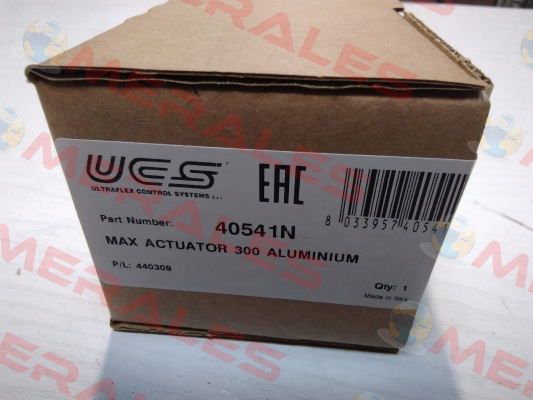 UCS
ULTRAFLEX CONTROL SYSTEMS s.r.l.
EAC
Part Number: 40541N
MAX ACTUATOR 300 ALUMINIUM
P/L: 440309
8 033957 40541
Qty: 1
Made in Italy
MERALES